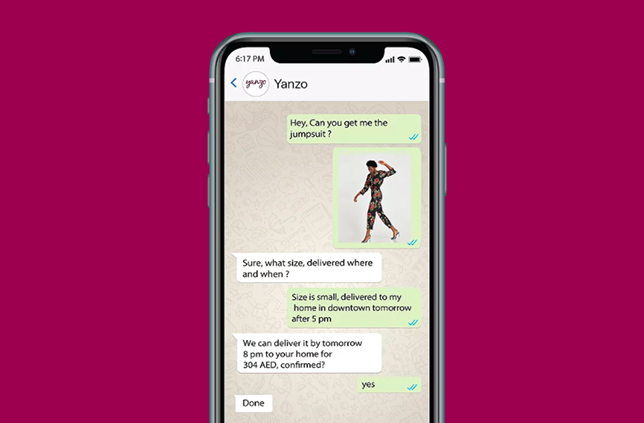 6:17 PM
yanzo
Yanzo
Hey, Can you get me the
jumpsuit ?
Sure, what size, delivered where
and when ?
Size is small, delivered to my
home in downtown tomorrow
after 5 pm
We can deliver it by tomorrow
8 pm to your home for
304 AED, confirmed?
yes
Done